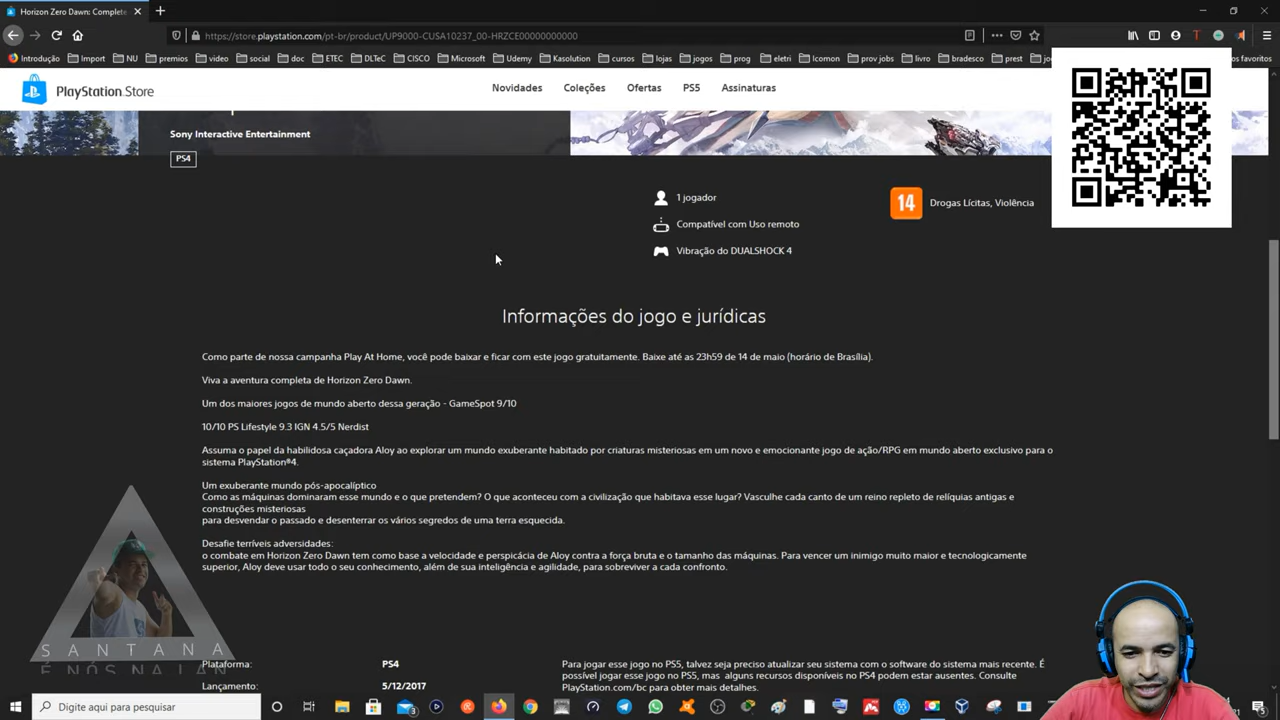 Horizon Zero Dawn: Complete
https://store.playstation.com/pt-br/product/UP9000-CUSA10237_00-HRZCE00000000000
Introdução Import NU premios video social doc ETEC DLTeC CISCO Microsoft Udemy Kasolution cursos lojas jogos prog eletri Icomon prov jobs livro bradesco prest
os favoritos
PlayStation.Store
Novidades Coleções Ofertas PS5 Assinaturas
Sony Interactive Entertainment
PS4
1 jogador
14 Drogas Lícitas, Violência
Compatível com Uso remoto
Vibração do DUALSHOCK 4
Informações do jogo e jurídicas
Como parte de nossa campanha Play At Home, você pode baixar e ficar com este jogo gratuitamente. Baixe até as 23h59 de 14 de maio (horário de Brasília).
Viva a aventura completa de Horizon Zero Dawn.
Um dos maiores jogos de mundo aberto dessa geração - GameSpot 9/10
10/10 PS Lifestyle 9.3 IGN 4.5/5 Nerdist
Assuma o papel da habilidosa caçadora Aloy ao explorar um mundo exuberante habitado por criaturas misteriosas em um novo e emocionante jogo de ação/RPG em mundo aberto exclusivo para o
sistema PlayStation®4.
Um exuberante mundo pós-apocalíptico
Como as máquinas dominaram esse mundo e o que pretendem? O que aconteceu com a civilização que habitava esse lugar? Vasculhe cada canto de um reino repleto de relíquias antigas e
construções misteriosas
para desvendar o passado e desenterrar os vários segredos de uma terra esquecida.
Desafie terríveis adversidades:
o combate em Horizon Zero Dawn tem como base a velocidade e perspicácia de Aloy contra a força bruta e o tamanho das máquinas. Para vencer um inimigo muito maior e tecnologicamente
superior, Aloy deve usar todo o seu conhecimento, além de sua inteligência e agilidade, para sobreviver a cada confronto.
SANTANA
É NÓS NA LAN
Plataforma: PS4
Lançamento: 5/12/2017
Para jogar esse jogo no PS5, talvez seja preciso atualizar seu sistema com o software do sistema mais recente. É
possível jogar esse jogo no PS5, mas alguns recursos disponíveis no PS4 podem estar ausentes. Consulte
PlayStation.com/bc para obter mais detalhes.
Digite aqui para pesquisar